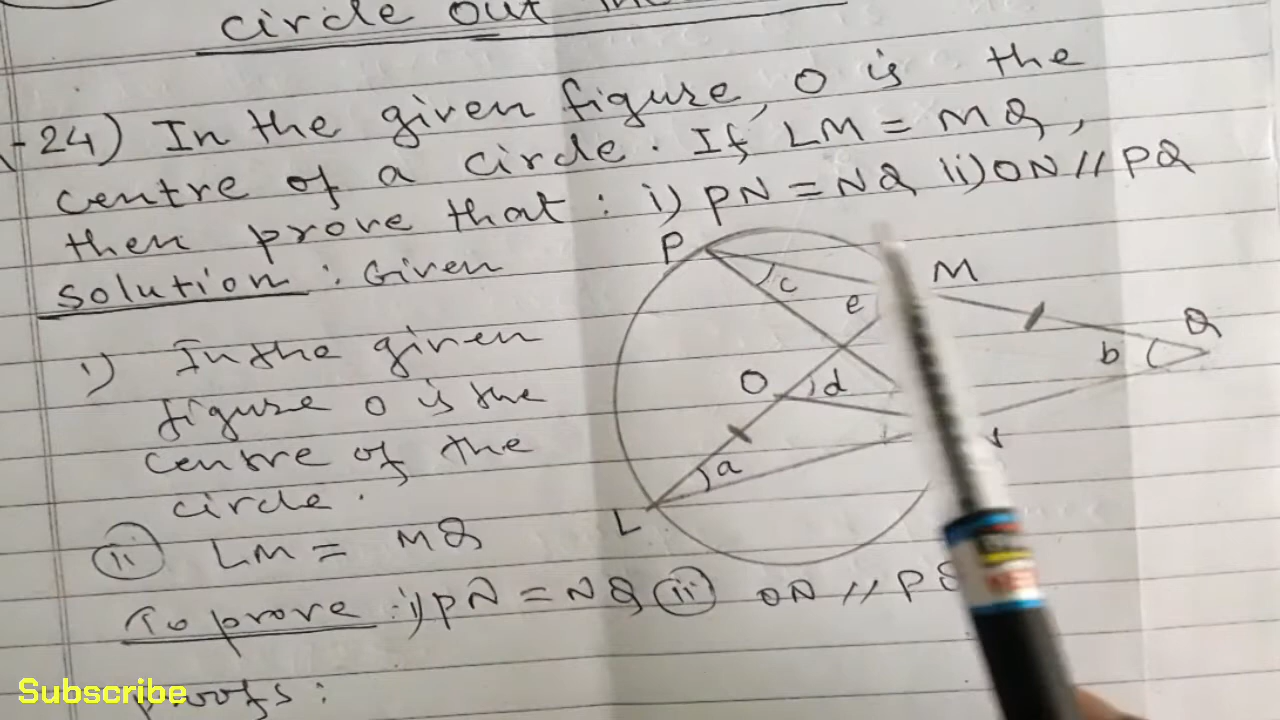 circle out
24) In the given figure, O is the
centre of a circle. If LM = MQ,
then prove that : i) PN = NQ ii) ON // PQ
solution : Given
i) In the given
figure O is the
centre of the
circle.
ii LM = MQ
To prove : i) PN = NQ ii ON // PQ
Proofs :
P
c
M
e
Q
b
O
d
a
L
Subscribe